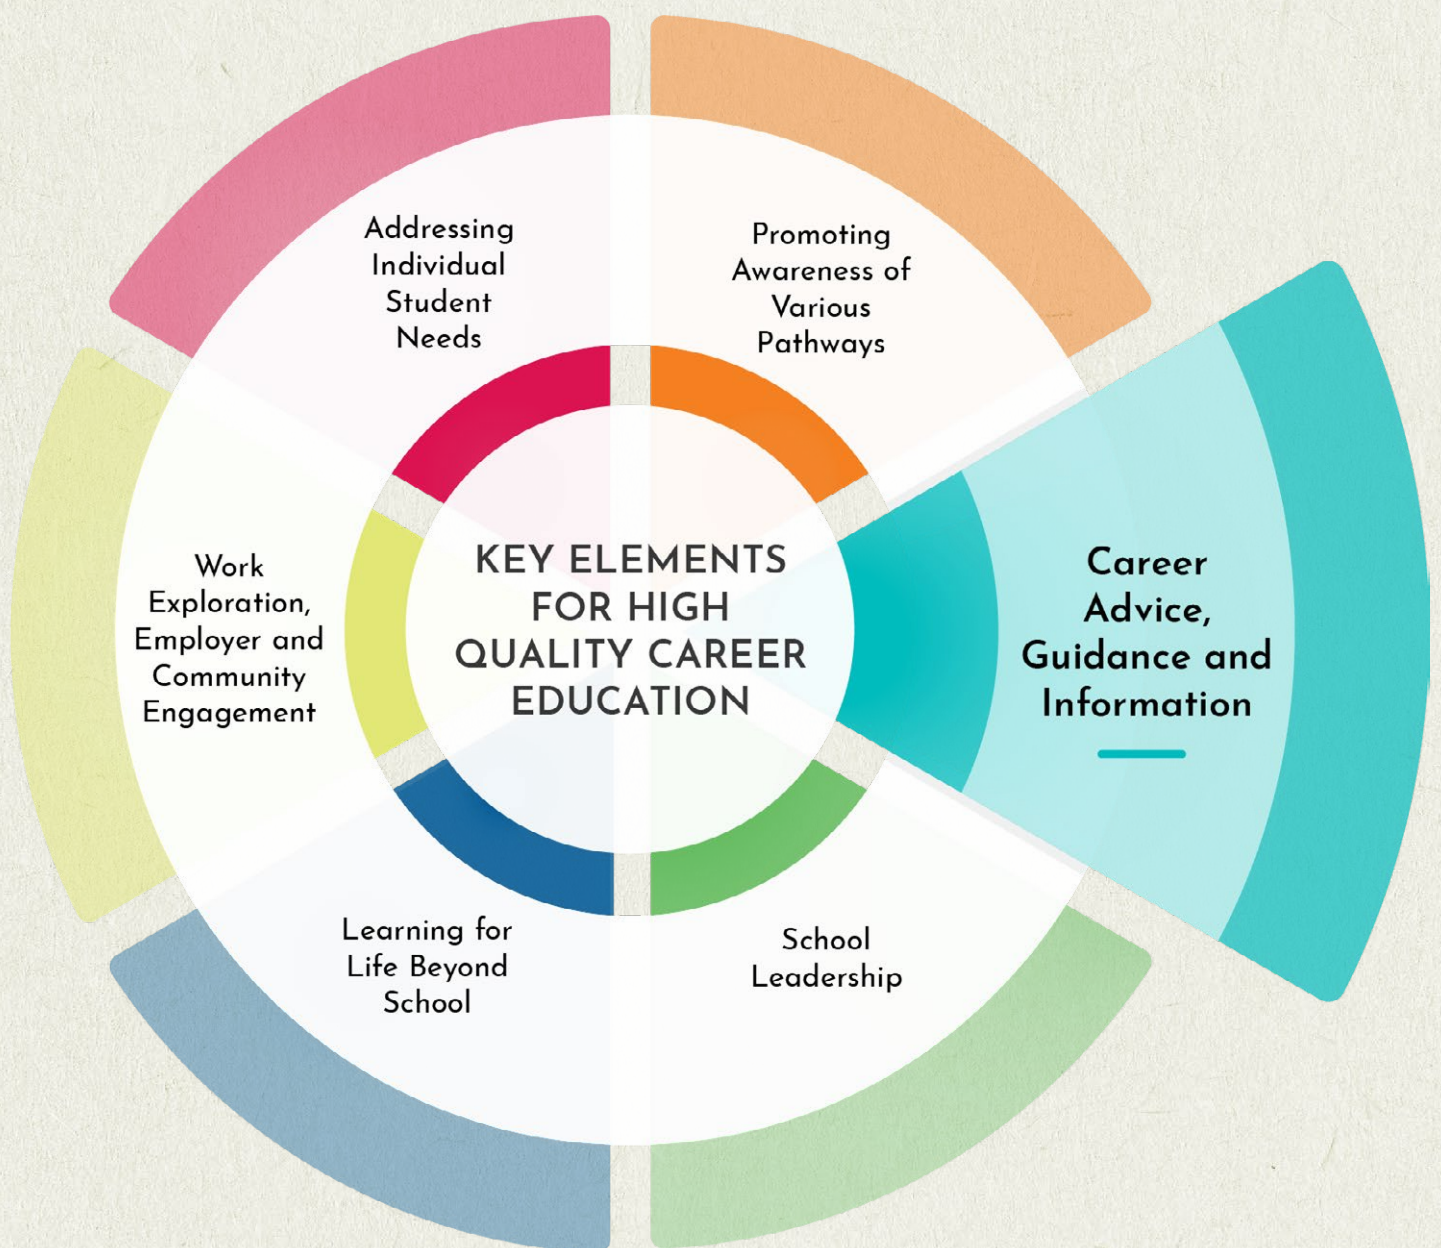 Addressing
Individual
Student
Needs
Promoting
Awareness of
Various
Pathways
Work
Exploration,
Employer and
Community
Engagement
KEY ELEMENTS
FOR HIGH
QUALITY CAREER
EDUCATION
Career
Advice,
Guidance and
Information
Learning for
Life Beyond
School
School
Leadership